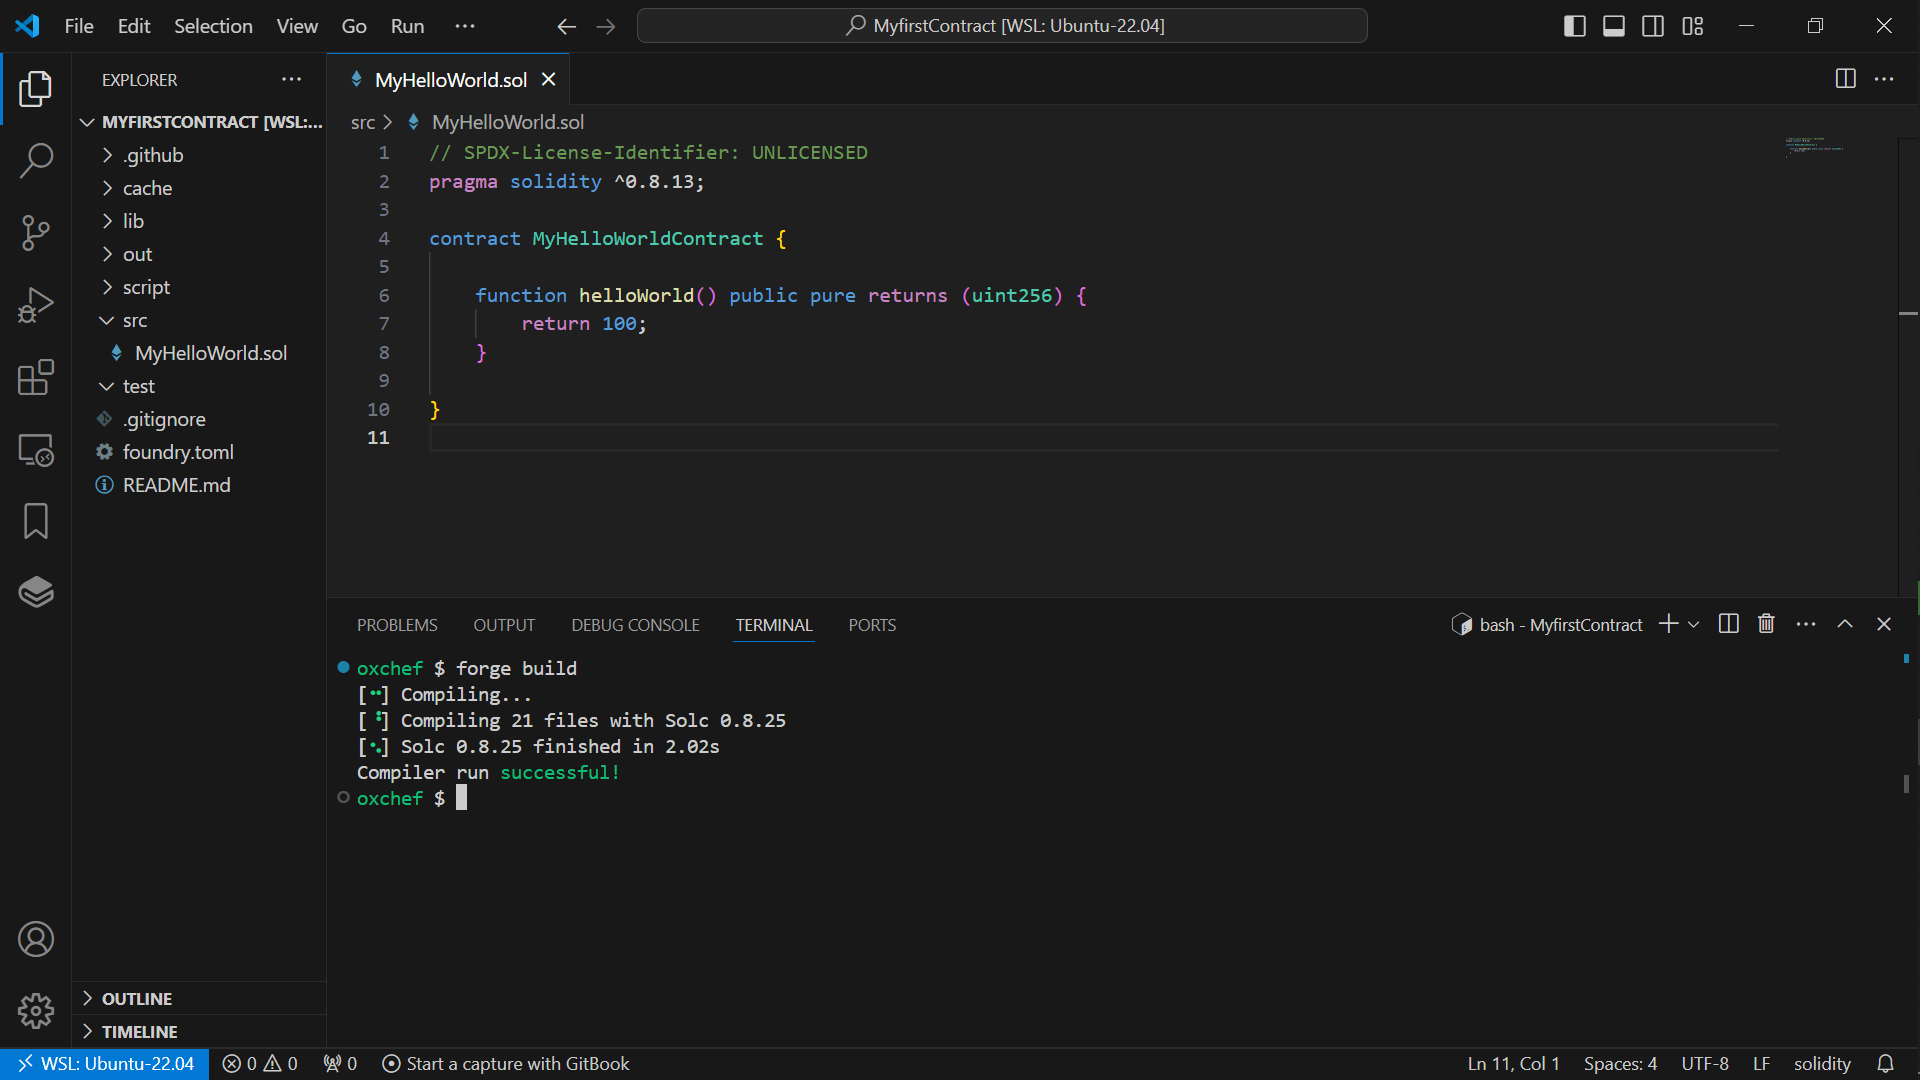 File Edit Selection View Go Run ··· MyfirstContract [WSL: Ubuntu-22.04]
EXPLORER
MYFIRSTCONTRACT [WSL:...
.github
cache
lib
out
script
src
MyHelloWorld.sol
test
.gitignore
foundry.toml
README.md
OUTLINE
TIMELINE
MyHelloWorld.sol
src > MyHelloWorld.sol
1 // SPDX-License-Identifier: UNLICENSED
2 pragma solidity ^0.8.13;
3
4 contract MyHelloWorldContract {
5
6 function helloWorld() public pure returns (uint256) {
7 return 100;
8 }
9
10 }
11
PROBLEMS OUTPUT DEBUG CONSOLE TERMINAL PORTS bash - MyfirstContract
oxchef $ forge build
[⠒] Compiling...
[⠘] Compiling 21 files with Solc 0.8.25
[⠢] Solc 0.8.25 finished in 2.02s
Compiler run successful!
oxchef $
WSL: Ubuntu-22.04 0 0 0 Start a capture with GitBook Ln 11, Col 1 Spaces: 4 UTF-8 LF solidity